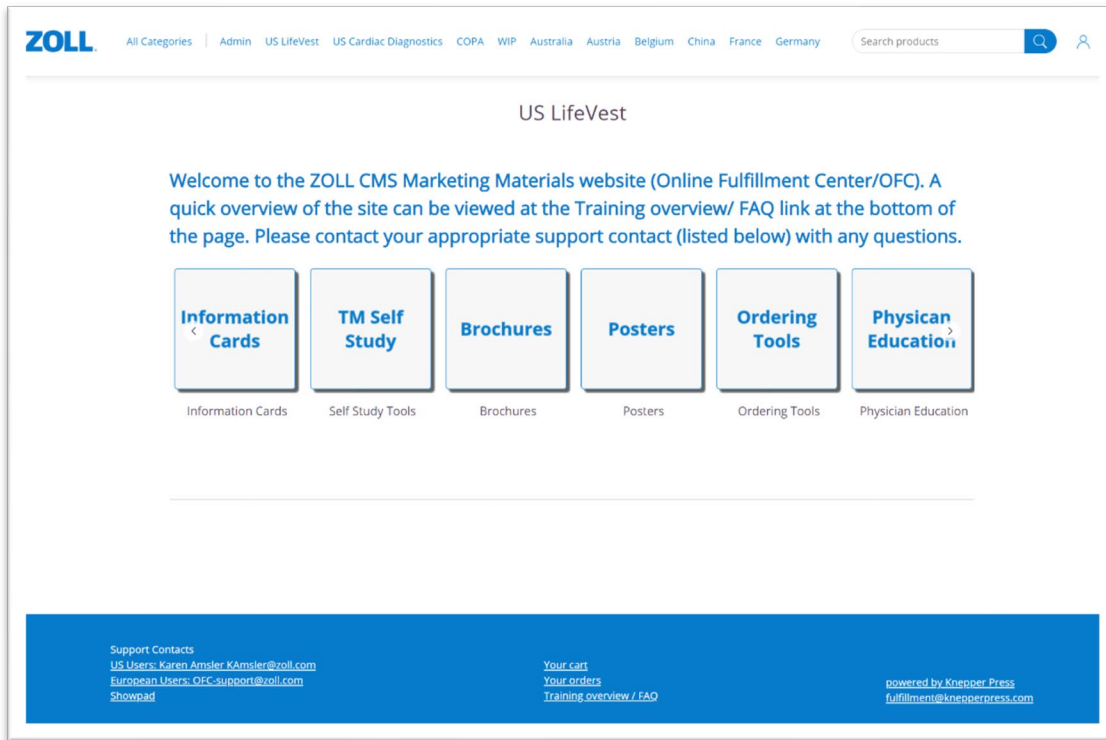 ZOLL.
All Categories Admin US LifeVest US Cardiac Diagnostics COPA WIP Australia Austria Belgium China France Germany Search products
US LifeVest
Welcome to the ZOLL CMS Marketing Materials website (Online Fulfillment Center/OFC). A
quick overview of the site can be viewed at the Training overview/ FAQ link at the bottom of
the page. Please contact your appropriate support contact (listed below) with any questions.
Information
Cards
TM Self
Study
Brochures
Posters
Ordering
Tools
Physican
Education
Information Cards
Self Study Tools
Brochures
Posters
Ordering Tools
Physician Education
Support Contacts
US Users: Karen Amsler KAmsler@zoll.com
European Users: OFC-support@zoll.com
Showpad
Your cart
Your orders
Training overview / FAQ
powered by Knepper Press
fulfillment@knepperpress.com